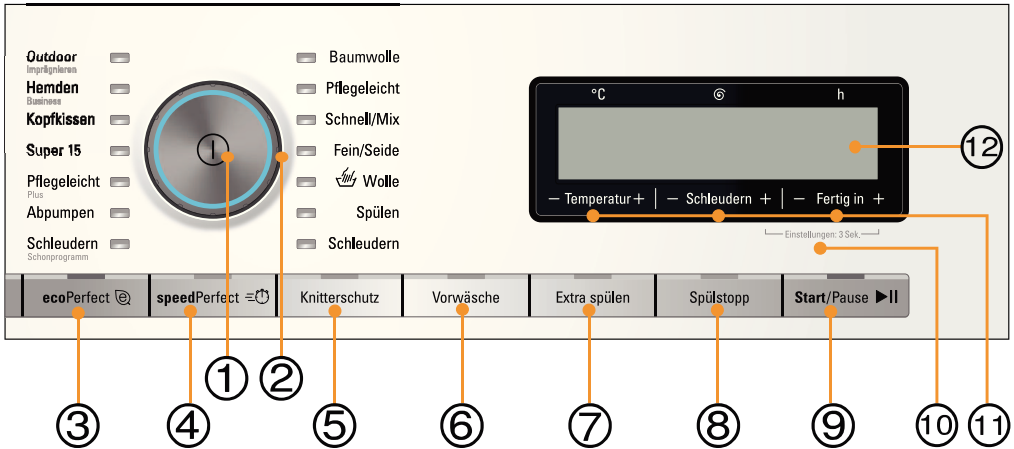 Outdoor
Imprägnieren
Hemden
Business
Kopfkissen
Super 15
Pflegeleicht
Plus
Abpumpen
Schleudern
Schonprogramm
Baumwolle
Pflegeleicht
Schnell/Mix
Fein/Seide
Wolle
Spülen
Schleudern
°C h
− Temperatur + − Schleudern + − Fertig in +
Einstellungen: 3 Sek.
ecoPerfect speedPerfect Knitterschutz Vorwäsche Extra spülen Spülstopp Start/Pause
1 2
12
3 4 5 6 7 8 9 10 11